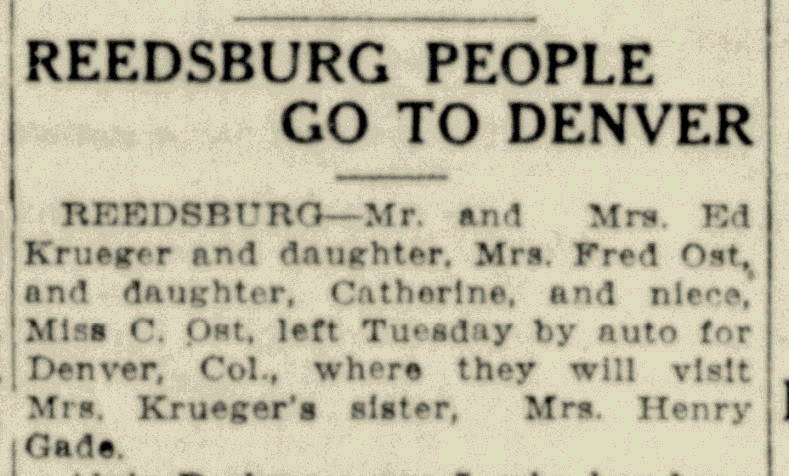 REEDSBURG PEOPLE
GO TO DENVER
REEDSBURG—Mr. and Mrs. Ed
Krueger and daughter, Mrs. Fred Ost,
and daughter, Catherine, and niece,
Miss C. Ost, left Tuesday by auto for
Denver, Col., where they will visit
Mrs. Krueger's sister, Mrs. Henry
Gade.